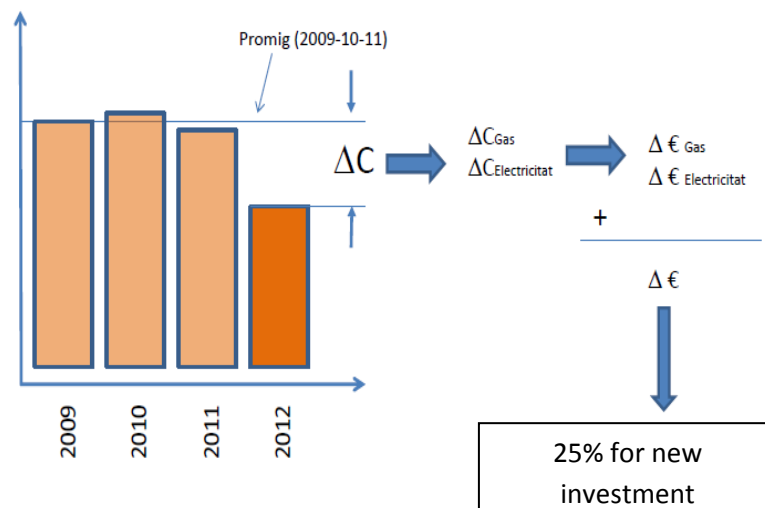 Promig (2009-10-11)
ΔC
ΔCGas
ΔCElectricitat
Δ € Gas
Δ € Electricitat
+
Δ €
2009
2010
2011
2012
25% for new
investment